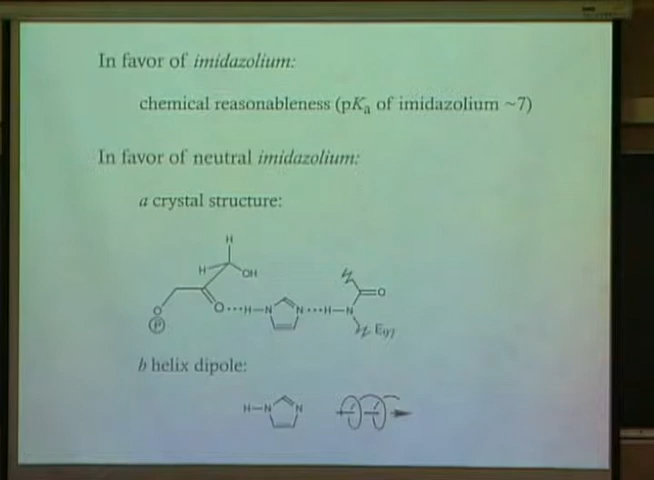 In favor of imidazolium:
chemical reasonableness (pKa of imidazolium ~7)
In favor of neutral imidazolium:
a crystal structure:
H
H
OH
O
O
H—N
N
H—N
O
P
E97
b helix dipole:
H—N
N